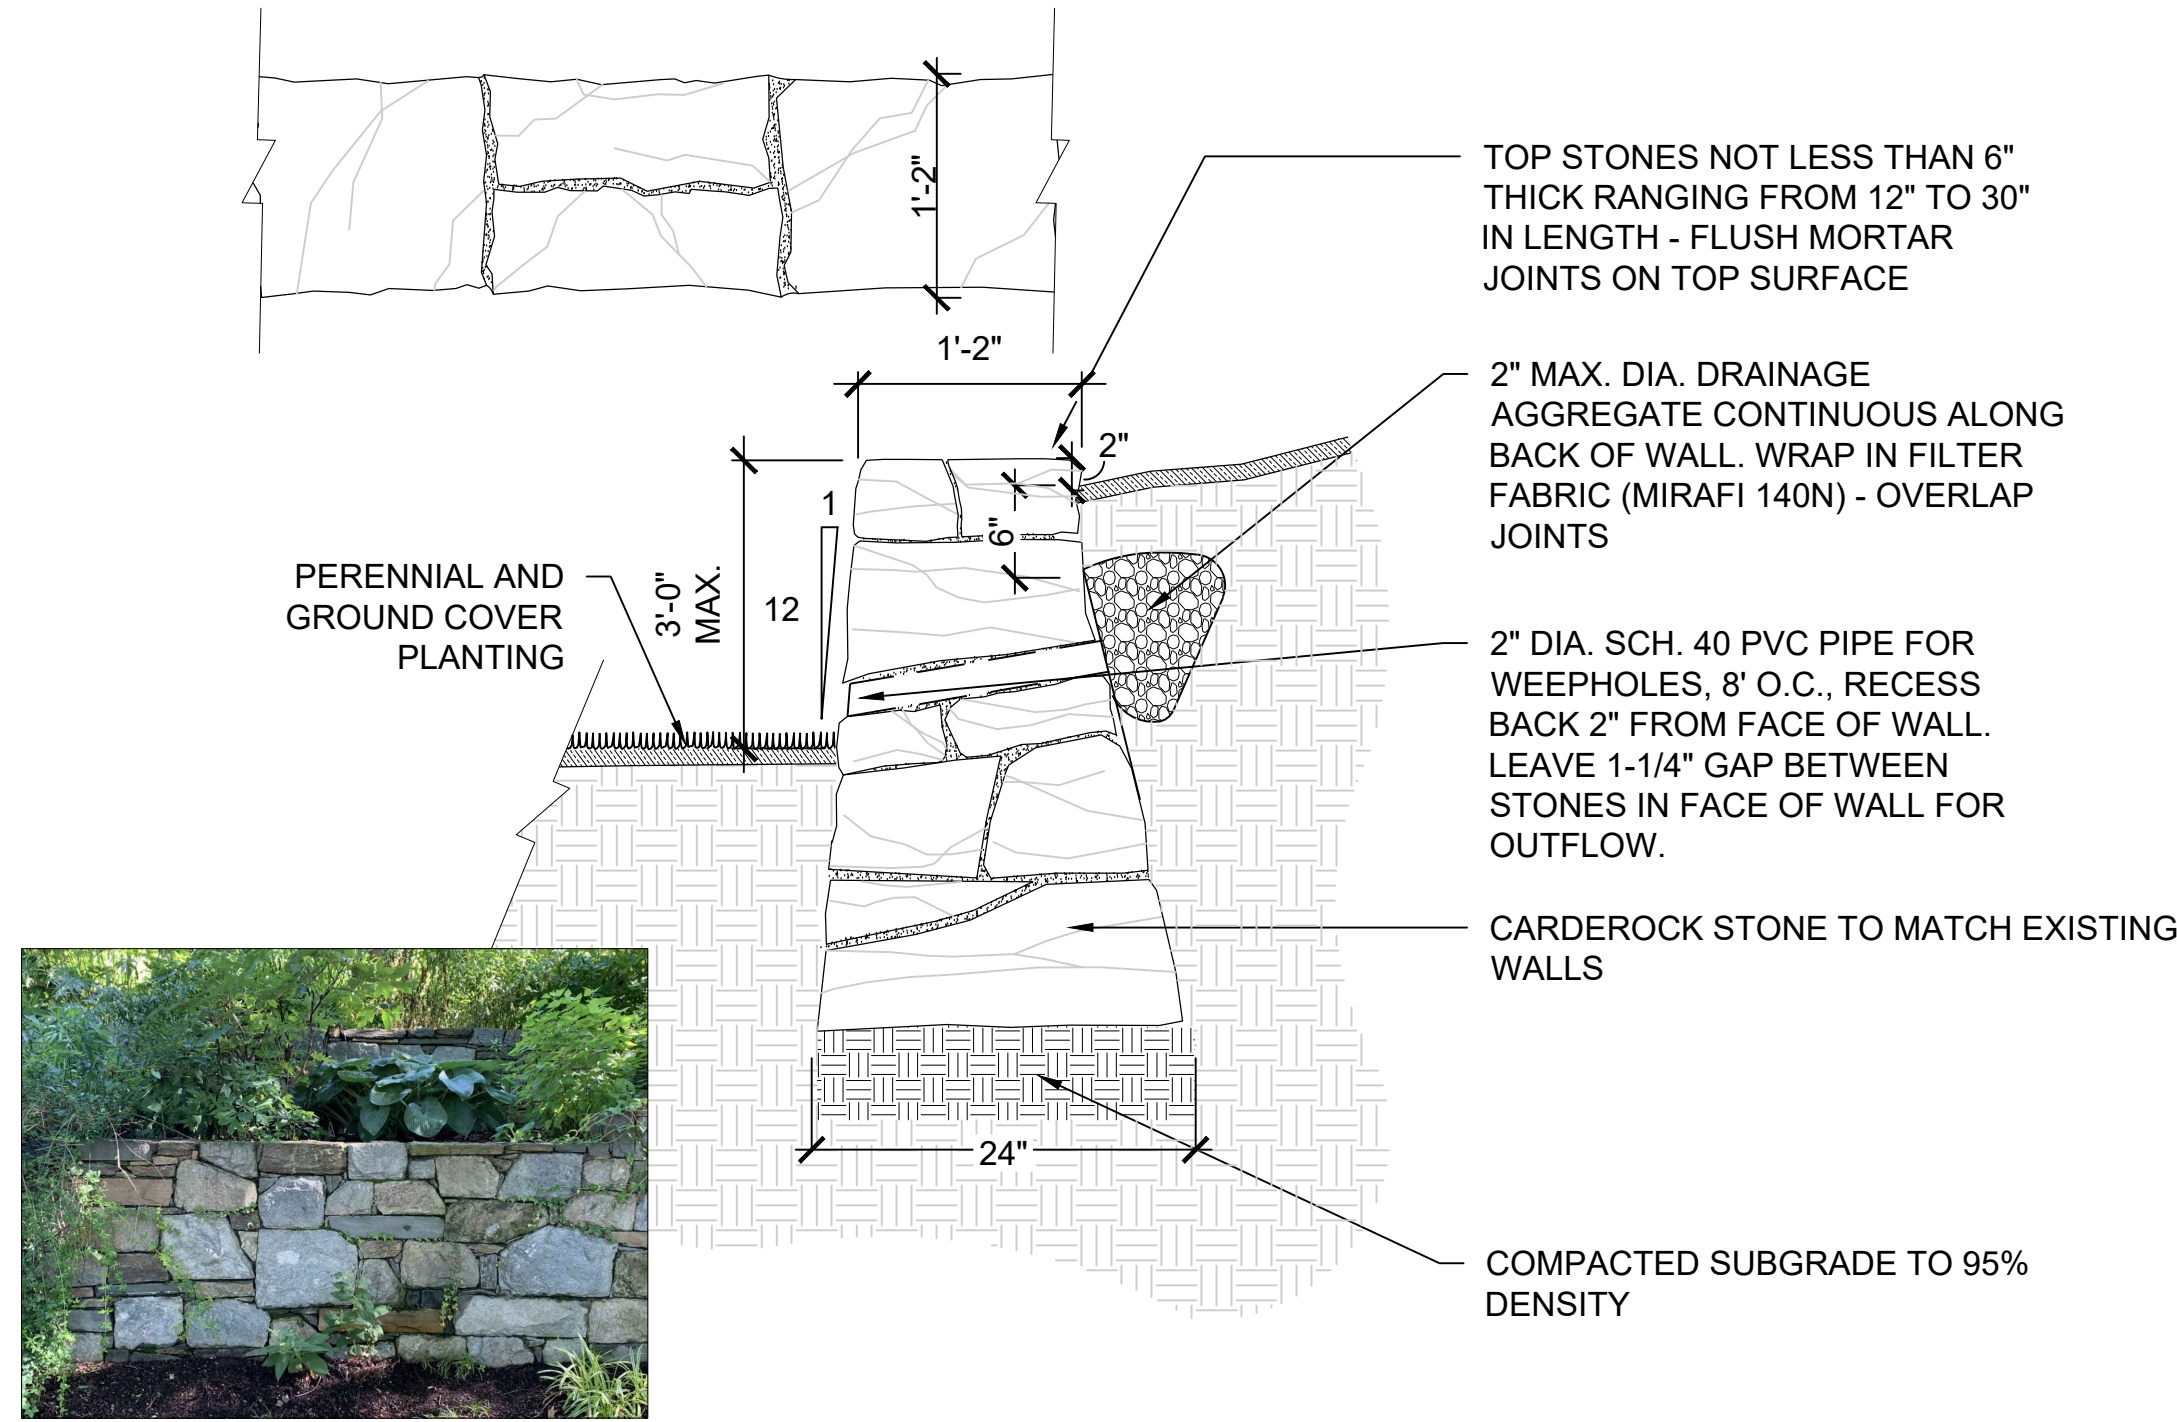 1'-2"
TOP STONES NOT LESS THAN 6"
THICK RANGING FROM 12" TO 30"
IN LENGTH - FLUSH MORTAR
JOINTS ON TOP SURFACE
1'-2"
2" MAX. DIA. DRAINAGE
AGGREGATE CONTINUOUS ALONG
BACK OF WALL. WRAP IN FILTER
FABRIC (MIRAFI 140N) - OVERLAP
JOINTS
2"
1
6"
12
3'-0"
MAX.
PERENNIAL AND
GROUND COVER
PLANTING
2" DIA. SCH. 40 PVC PIPE FOR
WEEPHOLES, 8' O.C., RECESS
BACK 2" FROM FACE OF WALL.
LEAVE 1-1/4" GAP BETWEEN
STONES IN FACE OF WALL FOR
OUTFLOW.
CARDEROCK STONE TO MATCH EXISTING
WALLS
24"
COMPACTED SUBGRADE TO 95%
DENSITY